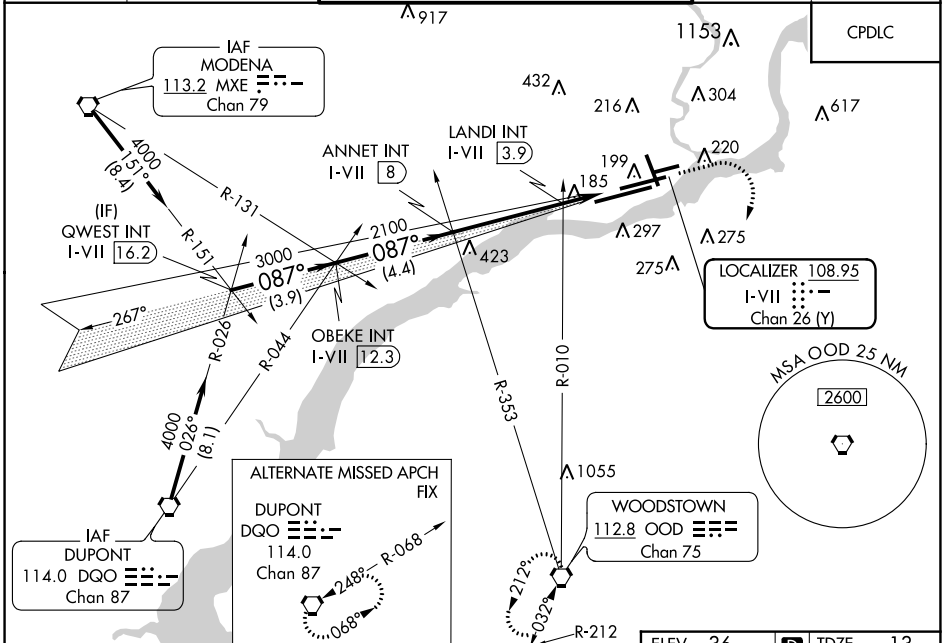 917
1153
CPDLC
IAF
MODENA
113.2 MXE
Chan 79
432
216
304
617
LANDI INT
I-VII 3.9
ANNET INT
I-VII 8
199
220
185
4000
151°
(8.4)
R-131
R-151
(IF)
QWEST INT
I-VII 16.2
3000
087°
(3.9)
2100
087°
(4.4)
423
297
275
275
LOCALIZER 108.95
I-VII
Chan 26 (Y)
267°
OBEKE INT
I-VII 12.3
R-026
R-044
R-353
R-010
MSA OOD 25 NM
2600
4000
026°
(8.1)
1055
ALTERNATE MISSED APCH
FIX
DUPONT
DQO
114.0
Chan 87
R-068
248°
068°
WOODSTOWN
112.8 OOD
Chan 75
IAF
DUPONT
114.0 DQO
Chan 87
212°
032°
R-212
ELEV 36
D TDZE 12